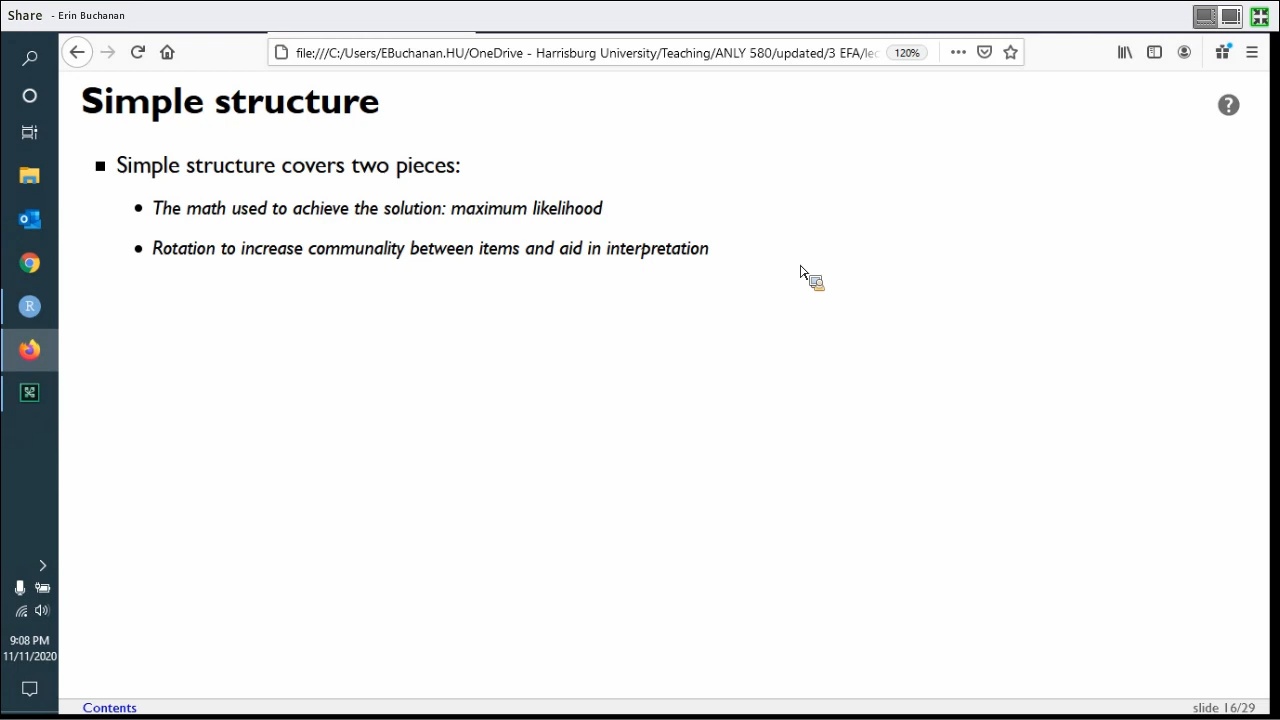 Share - Erin Buchanan
file:///C:/Users/EBuchanan.HU/OneDrive - Harrisburg University/Teaching/ANLY 580/updated/3 EFA/lec
120%
Simple structure
?
Simple structure covers two pieces:
The math used to achieve the solution: maximum likelihood
Rotation to increase communality between items and aid in interpretation
R
9:08 PM
11/11/2020
Contents
slide 16/29